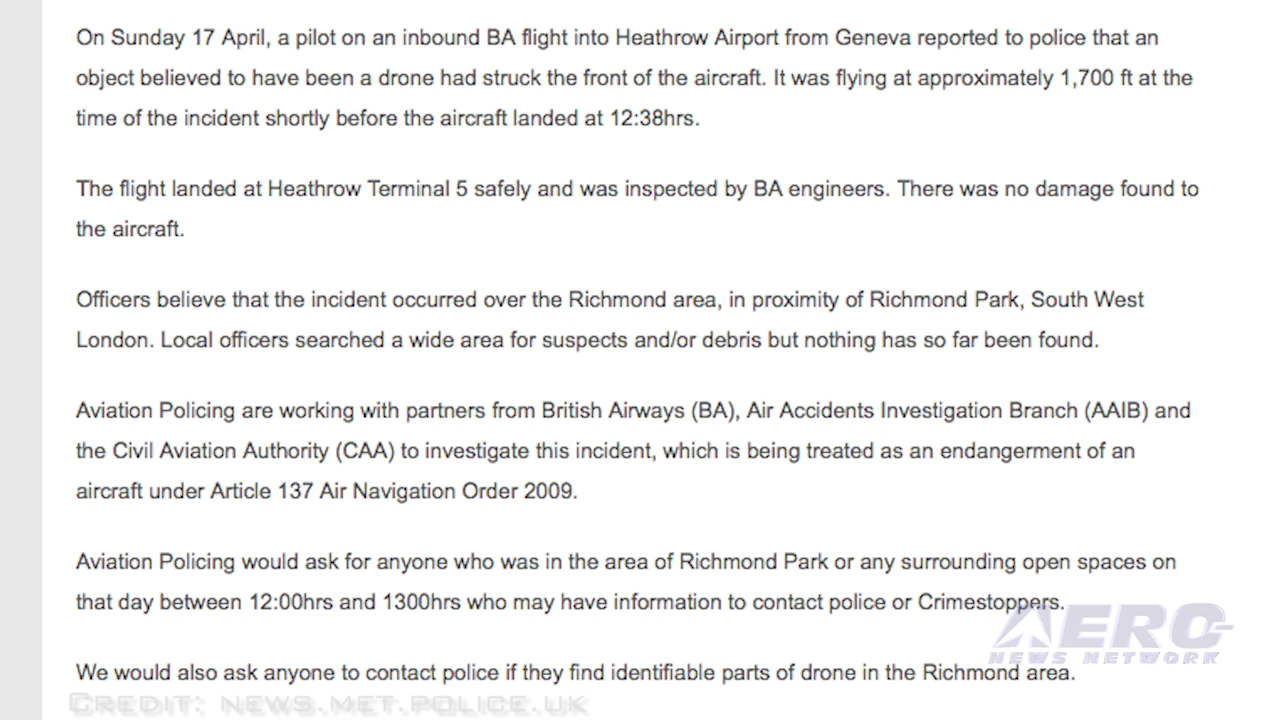 On Sunday 17 April, a pilot on an inbound BA flight into Heathrow Airport from Geneva reported to police that an
object believed to have been a drone had struck the front of the aircraft. It was flying at approximately 1,700 ft at the
time of the incident shortly before the aircraft landed at 12:38hrs.
The flight landed at Heathrow Terminal 5 safely and was inspected by BA engineers. There was no damage found to
the aircraft.
Officers believe that the incident occurred over the Richmond area, in proximity of Richmond Park, South West
London. Local officers searched a wide area for suspects and/or debris but nothing has so far been found.
Aviation Policing are working with partners from British Airways (BA), Air Accidents Investigation Branch (AAIB) and
the Civil Aviation Authority (CAA) to investigate this incident, which is being treated as an endangerment of an
aircraft under Article 137 Air Navigation Order 2009.
Aviation Policing would ask for anyone who was in the area of Richmond Park or any surrounding open spaces on
that day between 12:00hrs and 1300hrs who may have information to contact police or Crimestoppers.
AERO
NEWS NETWORK
We would also ask anyone to contact police if they find identifiable parts of drone in the Richmond area.
CREDIT: NEWS.MET.POLICE.UK